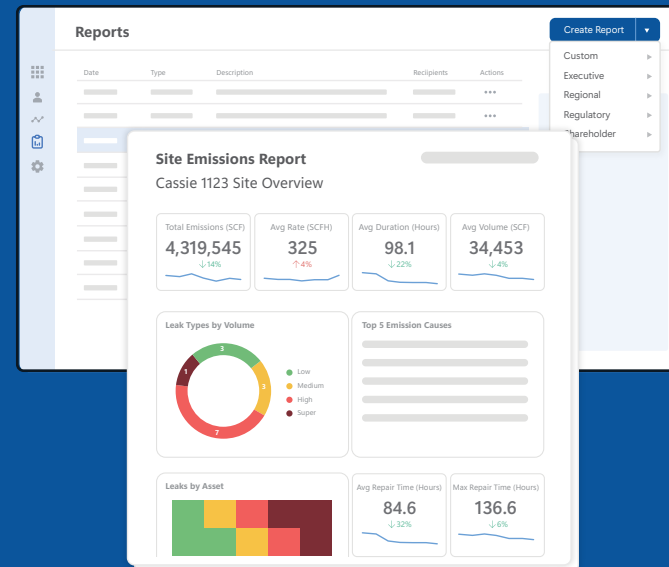 Reports
Create Report ▼
Custom ▶
Executive ▶
Regional ▶
Regulatory ▶
Shareholder ▶
Date Type Description Reciipients Actions
Site Emissions Report
Cassie 1123 Site Overview
Total Emissions (SCF)
4,319,545
↓14%
Avg Rate (SCFH)
325
↑4%
Avg Duration (Hours)
98.1
↓22%
Avg Volume (SCF)
34,453
↓4%
Leak Types by Volume
3
3
7
1
Low
Medium
High
Super
Top 5 Emission Causes
Leaks by Asset
Avg Repair Time (Hours)
84.6
↓32%
Max Repair Time (Hours)
136.6
↓6%